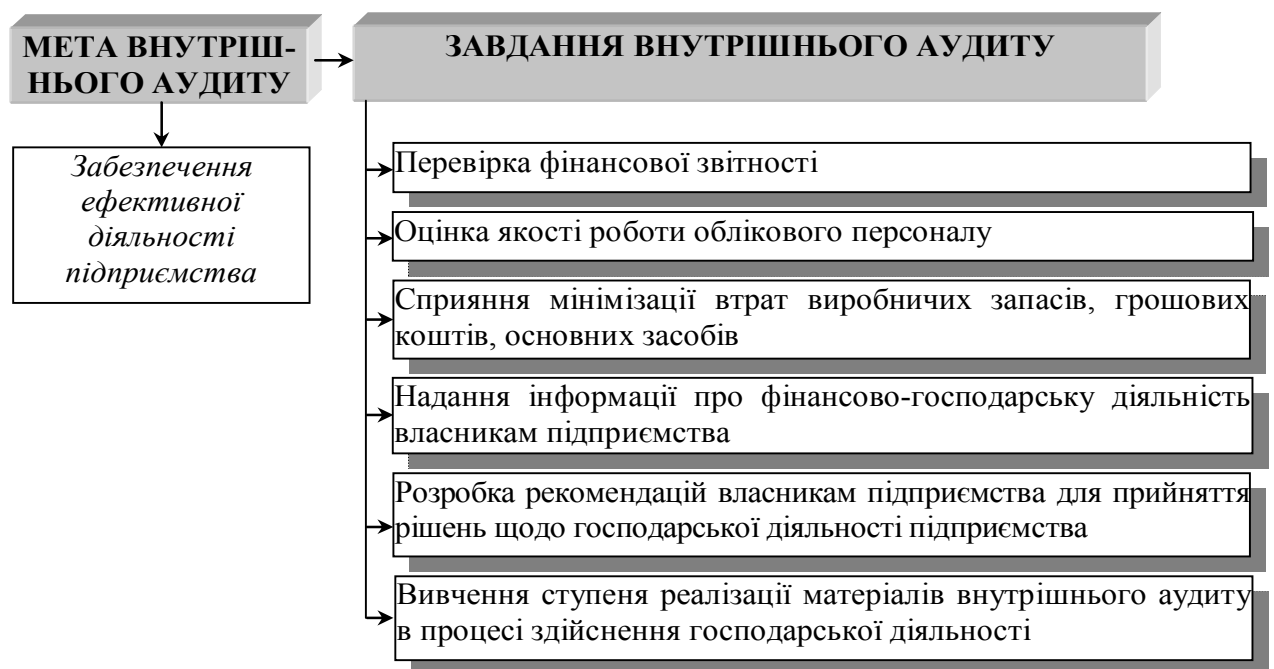 МЕТА ВНУТРІШ-
НЬОГО АУДИТУ
Забезпечення
ефективної
діяльності
підприємства
ЗАВДАННЯ ВНУТРІШНЬОГО АУДИТУ
Перевірка фінансової звітності
Оцінка якості роботи облікового персоналу
Сприяння мінімізації втрат виробничих запасів, грошових
коштів, основних засобів
Надання інформації про фінансово-господарську діяльність
власникам підприємства
Розробка рекомендацій власникам підприємства для прийняття
рішень щодо господарської діяльності підприємства
Вивчення ступеня реалізації матеріалів внутрішнього аудиту
в процесі здійснення господарської діяльності